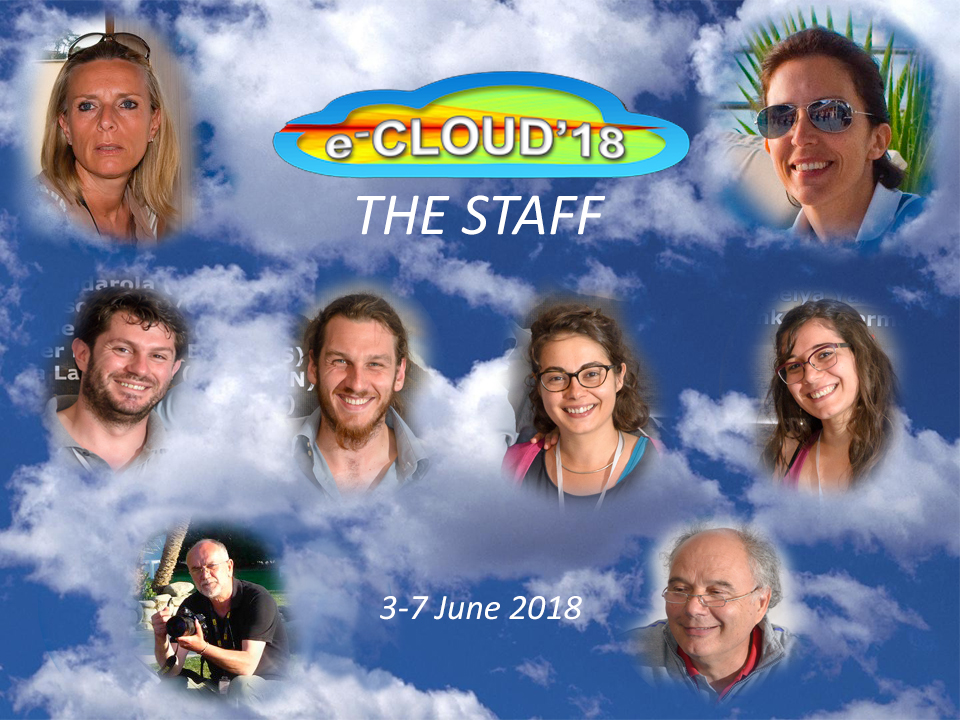 e-CLOUD'18
THE STAFF
3-7 June 2018